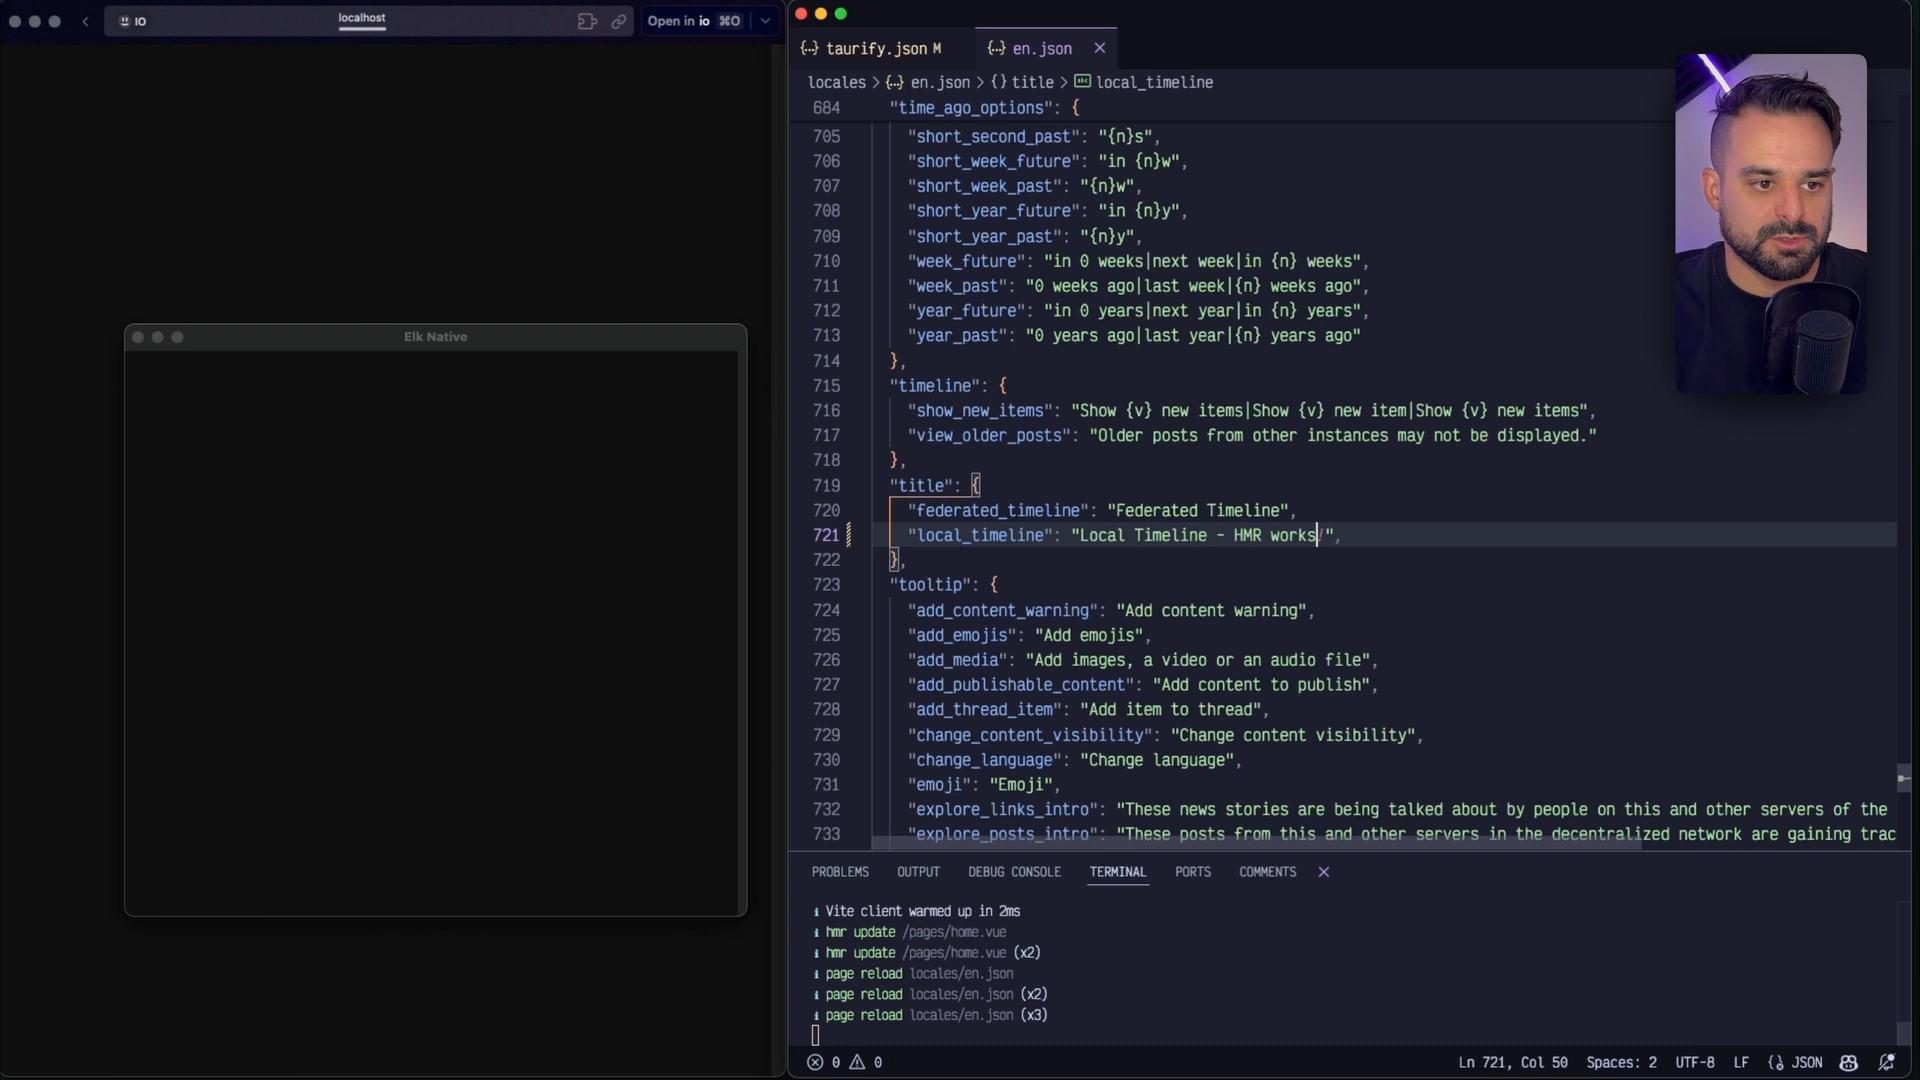 IO
localhost
Open in io ⌘O
taurify.json M
en.json
locales > en.json > title > local_timeline
Elk Native
684 "time_ago_options": {
705 "short_second_past": "{n}s",
706 "short_week_future": "in {n}w",
707 "short_week_past": "{n}w",
708 "short_year_future": "in {n}y",
709 "short_year_past": "{n}y",
710 "week_future": "in 0 weeks|next week|in {n} weeks",
711 "week_past": "0 weeks ago|last week|{n} weeks ago",
712 "year_future": "in 0 years|next year|in {n} years",
713 "year_past": "0 years ago|last year|{n} years ago"
714 },
715 "timeline": {
716 "show_new_items": "Show {v} new items|Show {v} new item|Show {v} new items",
717 "view_older_posts": "Older posts from other instances may not be displayed."
718 },
719 "title": {
720 "federated_timeline": "Federated Timeline",
721 "local_timeline": "Local Timeline - HMR works!",
722 },
723 "tooltip": {
724 "add_content_warning": "Add content warning",
725 "add_emojis": "Add emojis",
726 "add_media": "Add images, a video or an audio file",
727 "add_publishable_content": "Add content to publish",
728 "add_thread_item": "Add item to thread",
729 "change_content_visibility": "Change content visibility",
730 "change_language": "Change language",
731 "emoji": "Emoji",
732 "explore_links_intro": "These news stories are being talked about by people on this and other servers of the
733 "explore_posts_intro": "These posts from this and other servers in the decentralized network are gaining trac
PROBLEMS OUTPUT DEBUG CONSOLE TERMINAL PORTS COMMENTS
ℹ Vite client warmed up in 2ms
ℹ hmr update /pages/home.vue
ℹ hmr update /pages/home.vue (x2)
ℹ page reload locales/en.json
ℹ page reload locales/en.json (x2)
ℹ page reload locales/en.json (x3)
0 0
Ln 721, Col 50 Spaces: 2 UTF-8 LF JSON